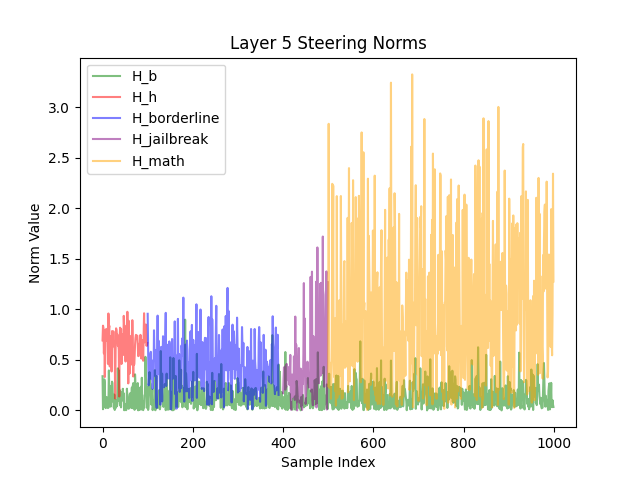 Layer 5 Steering Norms
H_b
H_h
H_borderline
H_jailbreak
H_math
Norm Value
3.0
2.5
2.0
1.5
1.0
0.5
0.0
0
200
400
600
800
1000
Sample Index